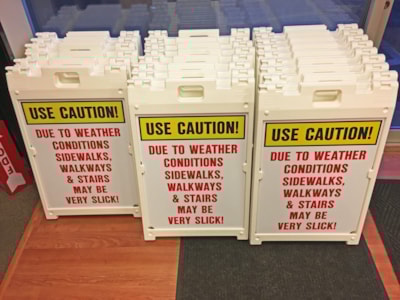 USE CAUTION!
DUE TO WEATHER
CONDITIONS
SIDEWALKS,
WALKWAYS
& STAIRS
MAY BE
VERY SLICK!
USE CAUTION!
DUE TO WEATHER
CONDITIONS
SIDEWALKS,
WALKWAYS
& STAIRS
MAY BE
VERY SLICK!
USE CAUTION!
DUE TO WEATHER
CONDITIONS
SIDEWALKS,
WALKWAYS
& STAIRS
MAY BE
VERY SLICK!